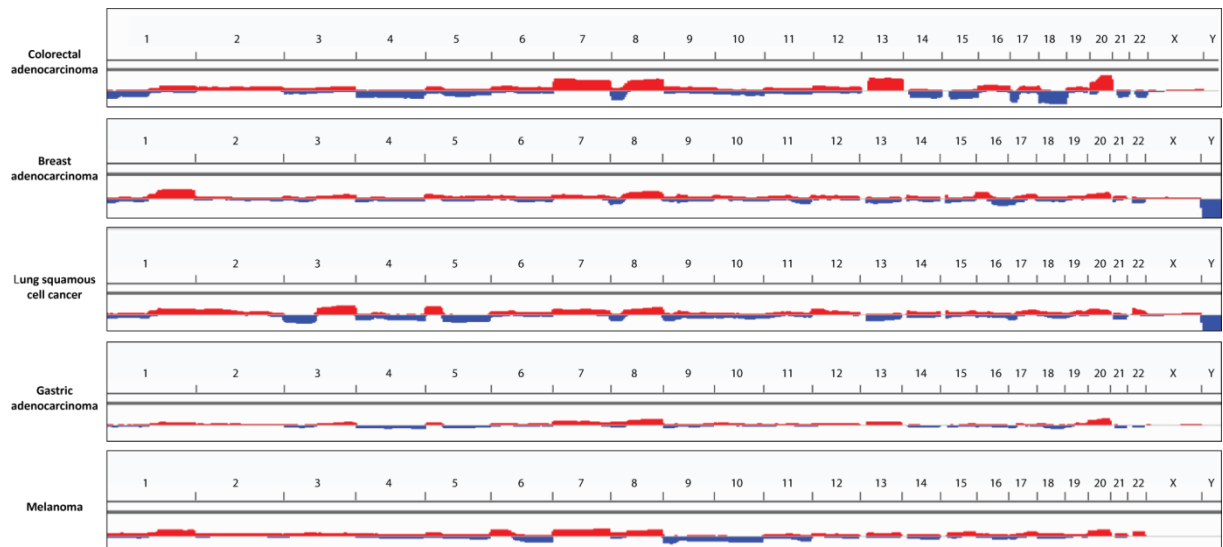 1 2 3 4 5 6 7 8 9 10 11 12 13 14 15 16 17 18 19 20 21 22 X Y
Colorectal
adenocarcinoma
1 2 3 4 5 6 7 8 9 10 11 12 13 14 15 16 17 18 19 20 21 22 X Y
Breast
adenocarcinoma
1 2 3 4 5 6 7 8 9 10 11 12 13 14 15 16 17 18 19 20 21 22 X Y
Lung squamous
cell cancer
1 2 3 4 5 6 7 8 9 10 11 12 13 14 15 16 17 18 19 20 21 22 X Y
Gastric
adenocarcinoma
1 2 3 4 5 6 7 8 9 10 11 12 13 14 15 16 17 18 19 20 21 22 X Y
Melanoma